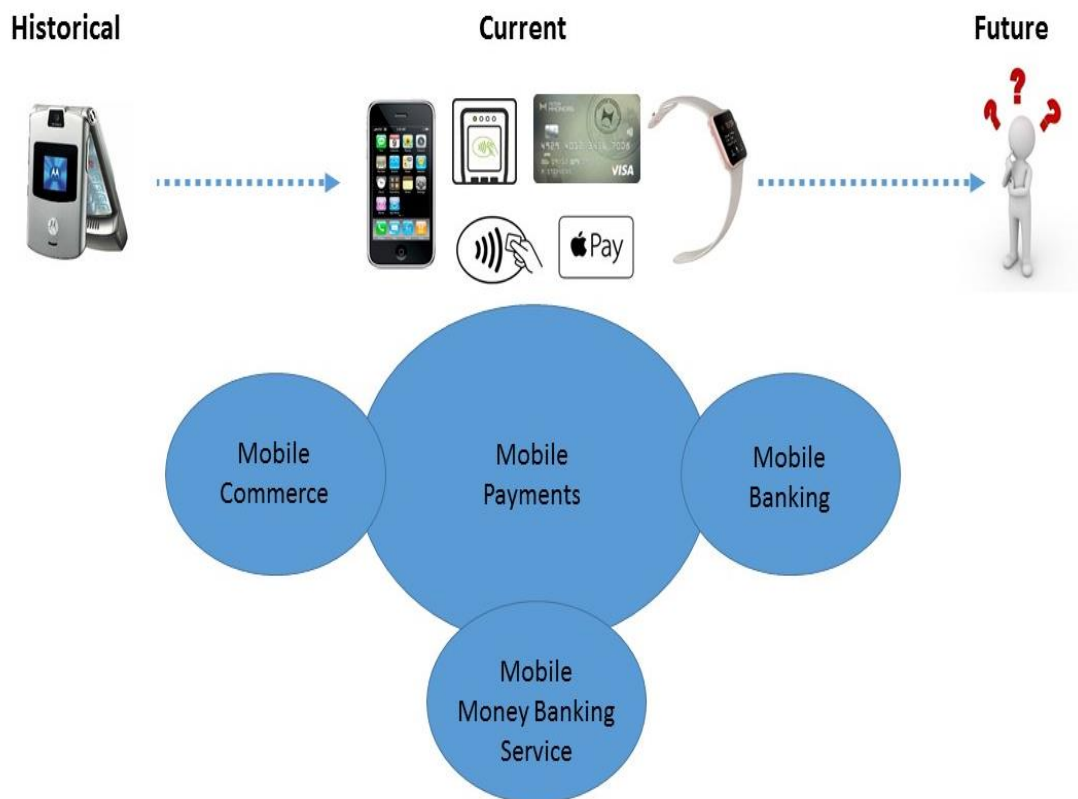 Historical
Current
Future
VISA
Pay
Mobile
Commerce
Mobile
Payments
Mobile
Banking
Mobile
Money Banking
Service